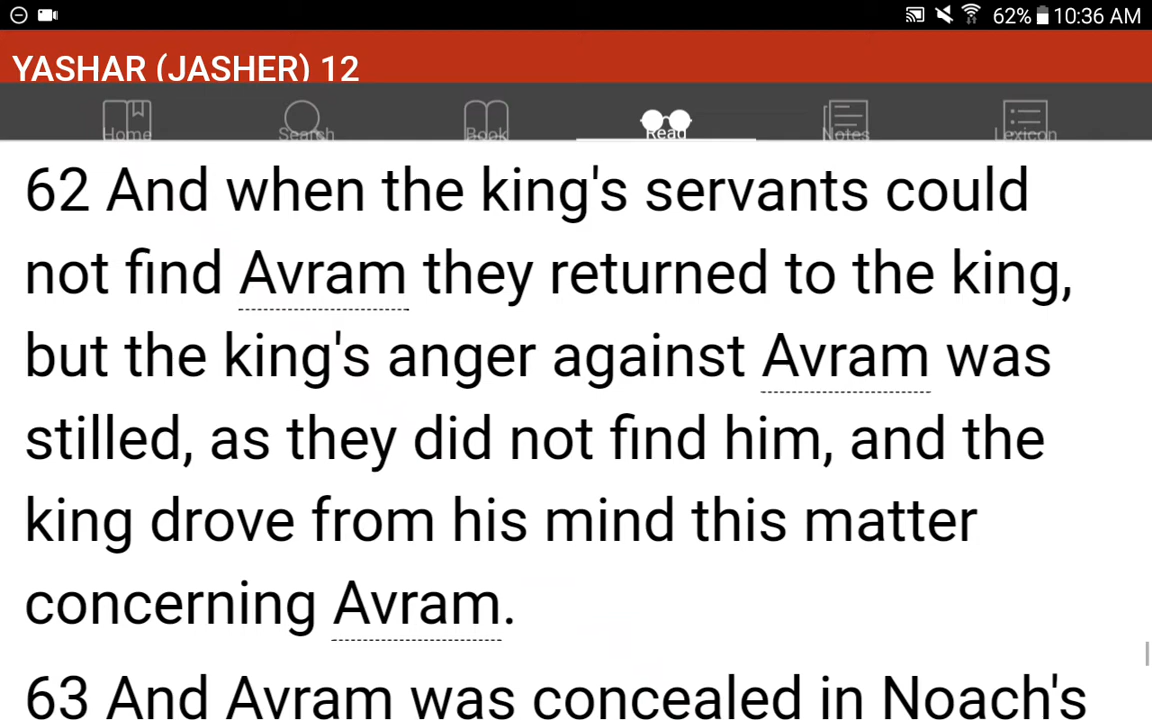 62% 10:36 AM
YASHAR (JASHER) 12
Home Search Book Read Notes Lexicon
62 And when the king's servants could
not find Avram they returned to the king,
but the king's anger against Avram was
stilled, as they did not find him, and the
king drove from his mind this matter
concerning Avram.
63 And Avram was concealed in Noach's